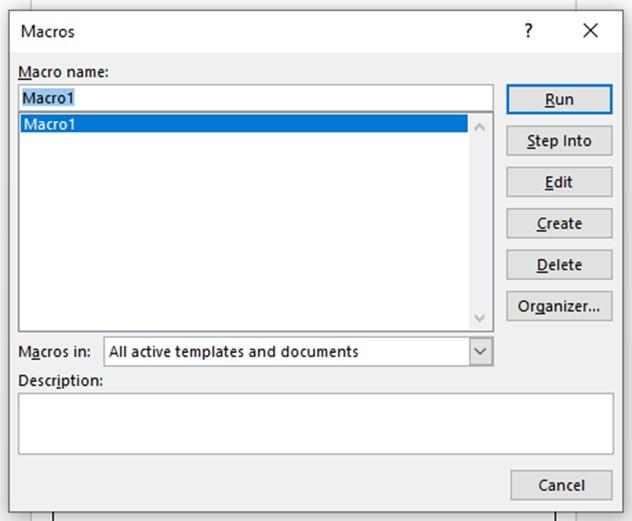 Macros ?
Macro name:
Macro1
Run
Macro1
Step Into
Edit
Create
Delete
Organizer...
Macros in: All active templates and documents
Description:
Cancel